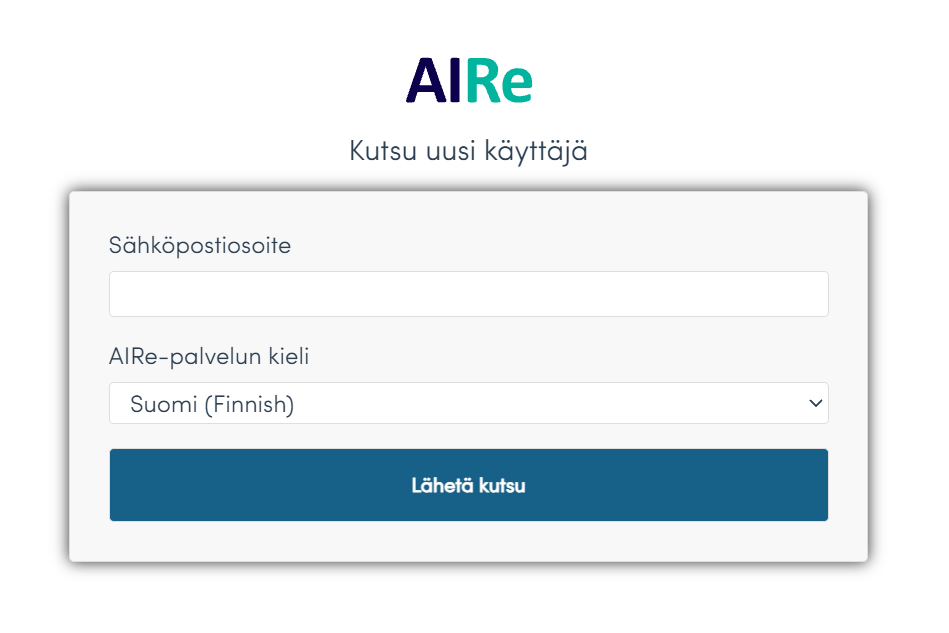 AIRe
Kutsu uusi käyttäjä
Sähköpostiosoite
AIRe-palvelun kieli
Suomi (Finnish)
Lähetä kutsu